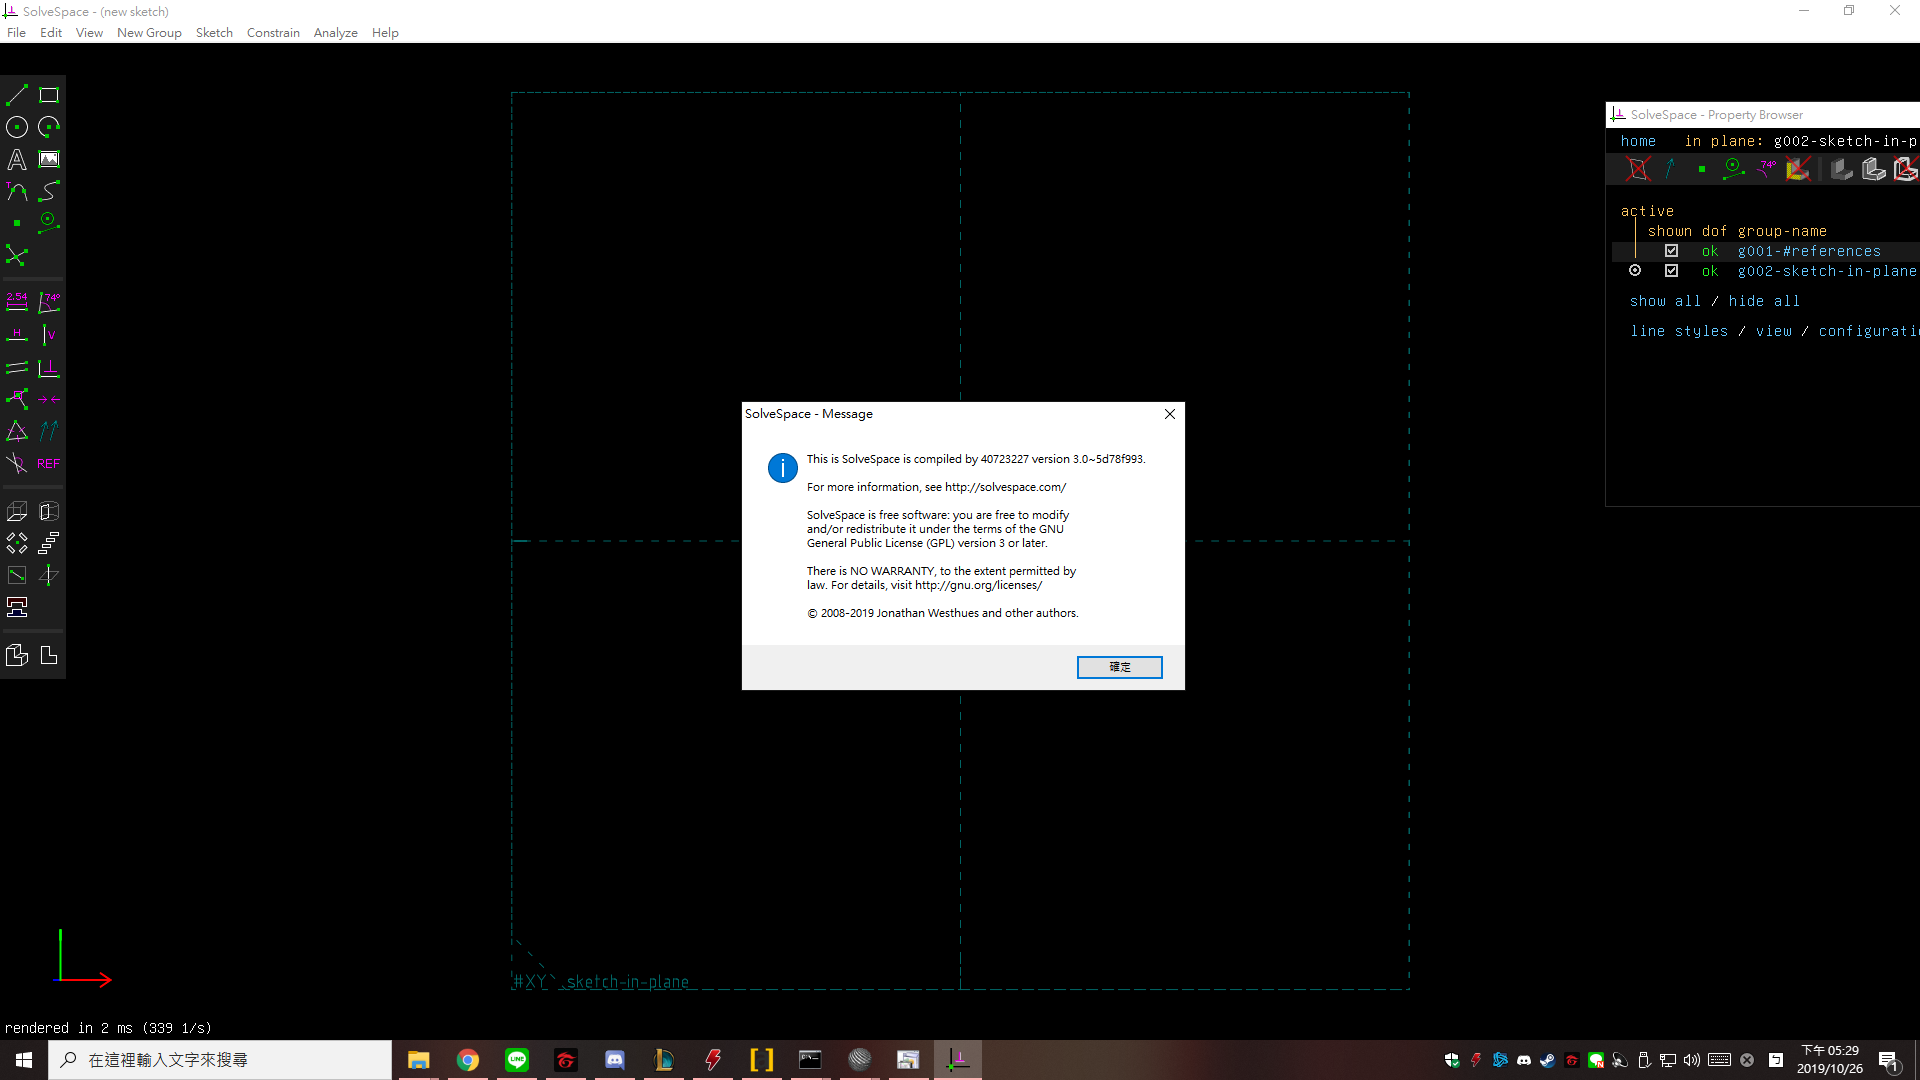 SolveSpace - (new sketch)
File Edit View New Group Sketch Constrain Analyze Help
SolveSpace - Property Browser
home in plane: g002-sketch-in-p
74°
active
shown dof group-name
ok g001-#references
ok g002-sketch-in-plane
show all / hide all
line styles / view / configurati
A
T
2.54 74°
H V
REF
SolveSpace - Message
This is SolveSpace is compiled by 40723227 version 3.0~5d78f993.
For more information, see http://solvespace.com/
SolveSpace is free software: you are free to modify
and/or redistribute it under the terms of the GNU
General Public License (GPL) version 3 or later.
There is NO WARRANTY, to the extent permitted by
law. For details, visit http://gnu.org/licenses/
© 2008-2019 Jonathan Westhues and other authors.
確定
#XY sketch-in-plane
rendered in 2 ms (339 1/s)
在這裡輸入文字來搜尋
LINE
下午 05:29
2019/10/26
1